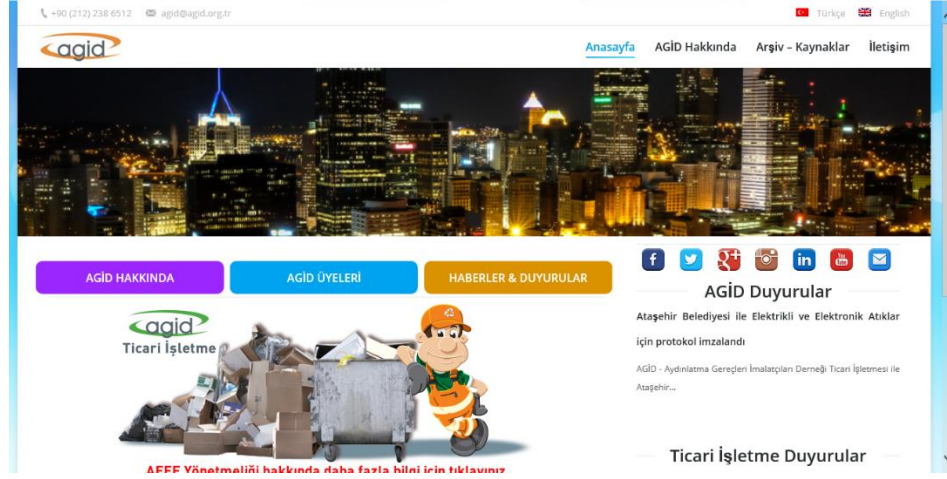 +90 (212) 238 6512 agid@agid.org.tr Türkçe English
agid
Anasayfa AGİD Hakkında Arşiv – Kaynaklar İletişim
AGİD HAKKINDA AGİD ÜYELERİ HABERLER & DUYURULAR
agid
Ticari İşletme
AEEE Yönetmeliği hakkında daha fazla bilgi için tıklayınız
AGİD Duyurular
Ataşehir Belediyesi ile Elektrikli ve Elektronik Atıklar
için protokol imzalandı
AGİD - Aydınlatma Gereçleri İmalatçıları Derneği Ticari İşletmesi ile
Ataşehir...
Ticari İşletme Duyurular